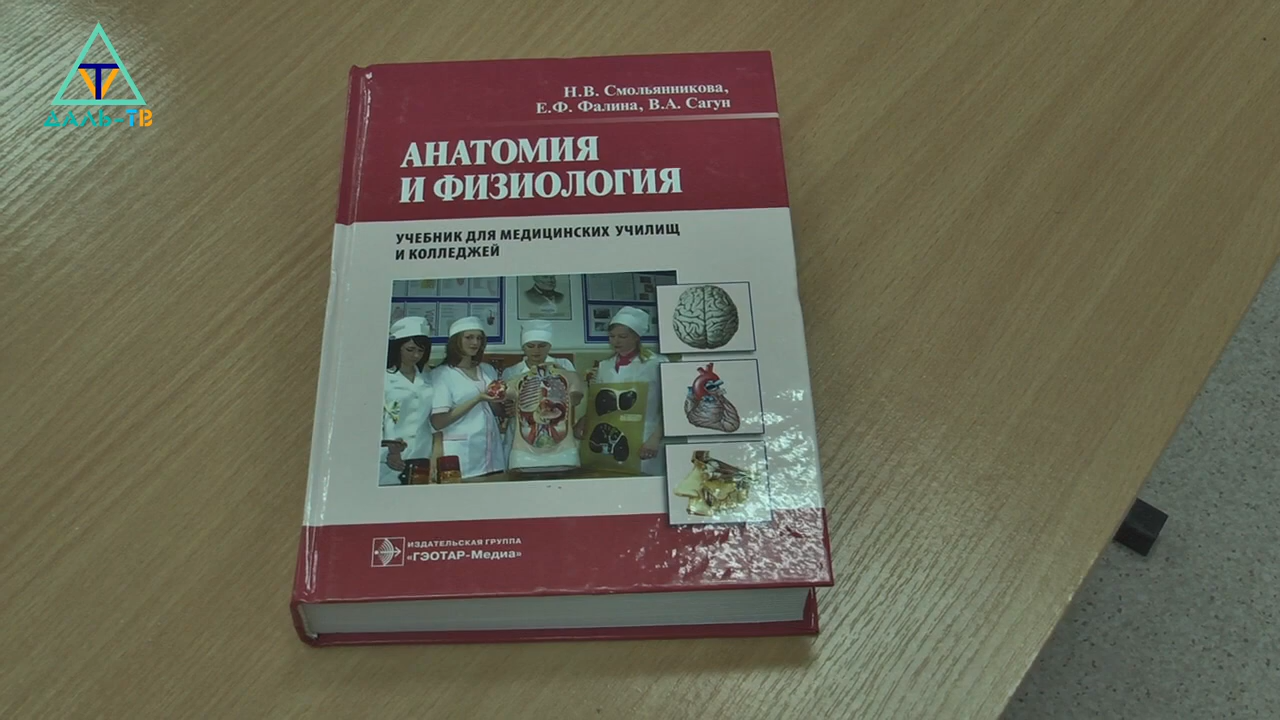 ДАЛЬ-ТВ
Н.В. Смольянникова,
Е.Ф. Фалина, В.А. Сагун
АНАТОМИЯ
И ФИЗИОЛОГИЯ
УЧЕБНИК ДЛЯ МЕДИЦИНСКИХ УЧИЛИЩ
И КОЛЛЕДЖЕЙ
ИЗДАТЕЛЬСКАЯ ГРУППА
«ГЭОТАР-Медиа»